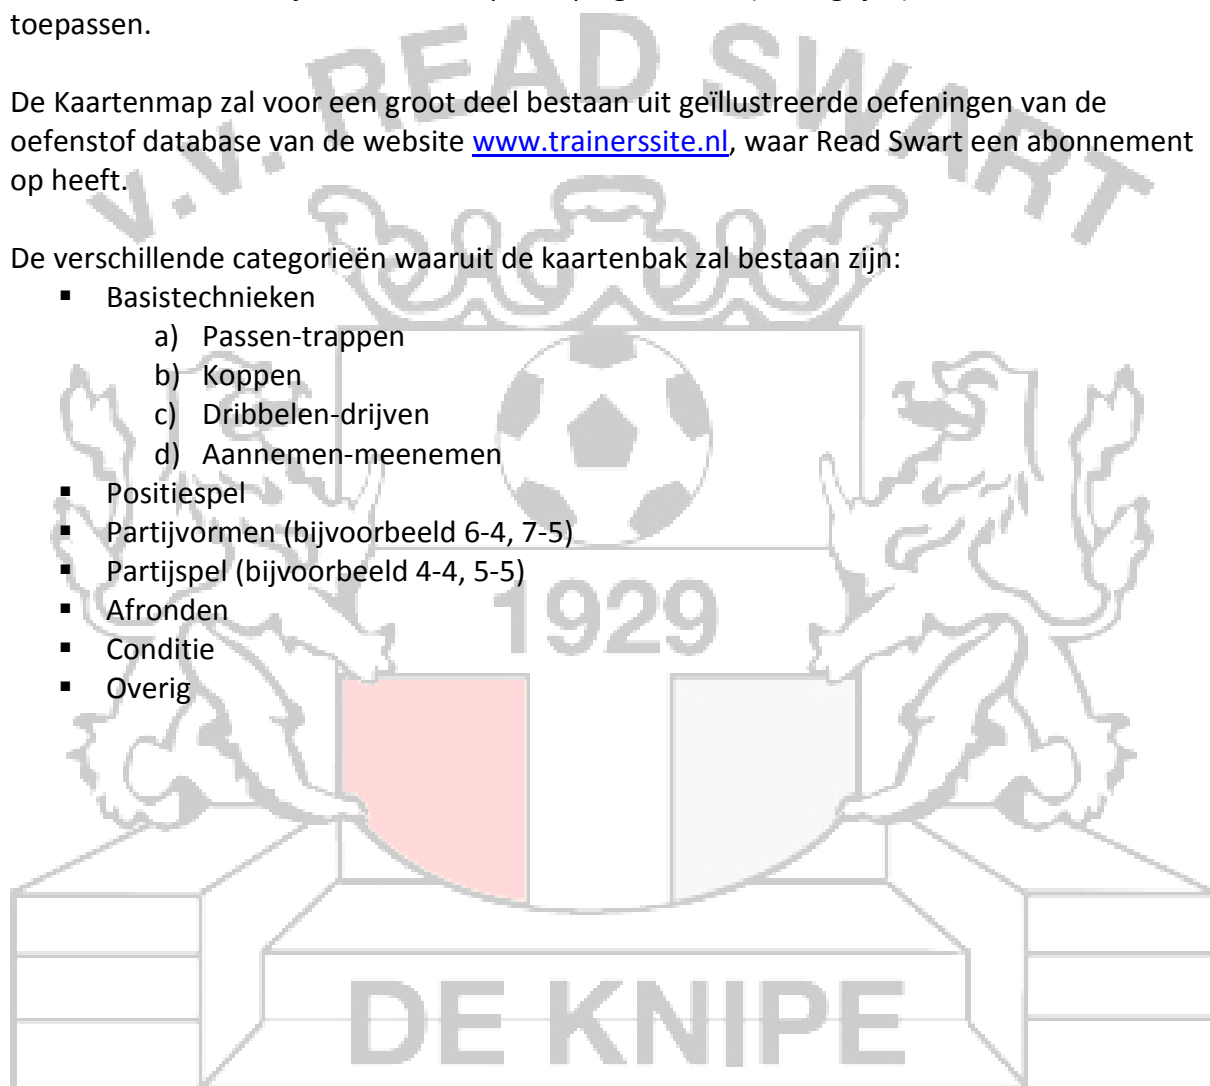 toepassen.
De Kaartenmap zal voor een groot deel bestaan uit geïllustreerde oefeningen van de
oefenstof database van de website www.trainerssite.nl, waar Read Swart een abonnement
op heeft.
De verschillende categorieën waaruit de kaartenbak zal bestaan zijn:
▪ Basistechnieken
a) Passen-trappen
b) Koppen
c) Dribbelen-drijven
d) Aannemen-meenemen
▪ Positiespel
▪ Partijvormen (bijvoorbeeld 6-4, 7-5)
▪ Partijspel (bijvoorbeeld 4-4, 5-5)
▪ Afronden
▪ Conditie
▪ Overig
v.v. READ SWART
1929
DE KNIPE